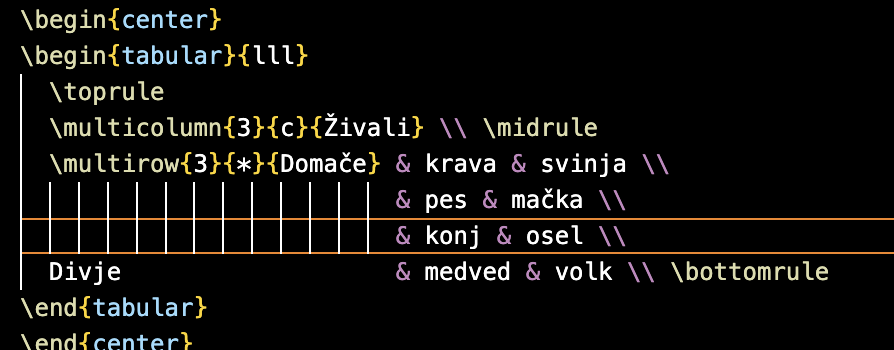 \begin{center}
\begin{tabular}{lll}
\toprule
\multicolumn{3}{c}{Živali} \\ \midrule
\multirow{3}{*}{Domače} & krava & svinja \\
& pes & mačka \\
& konj & osel \\
Divje & medved & volk \\ \bottomrule
\end{tabular}
\end{center}